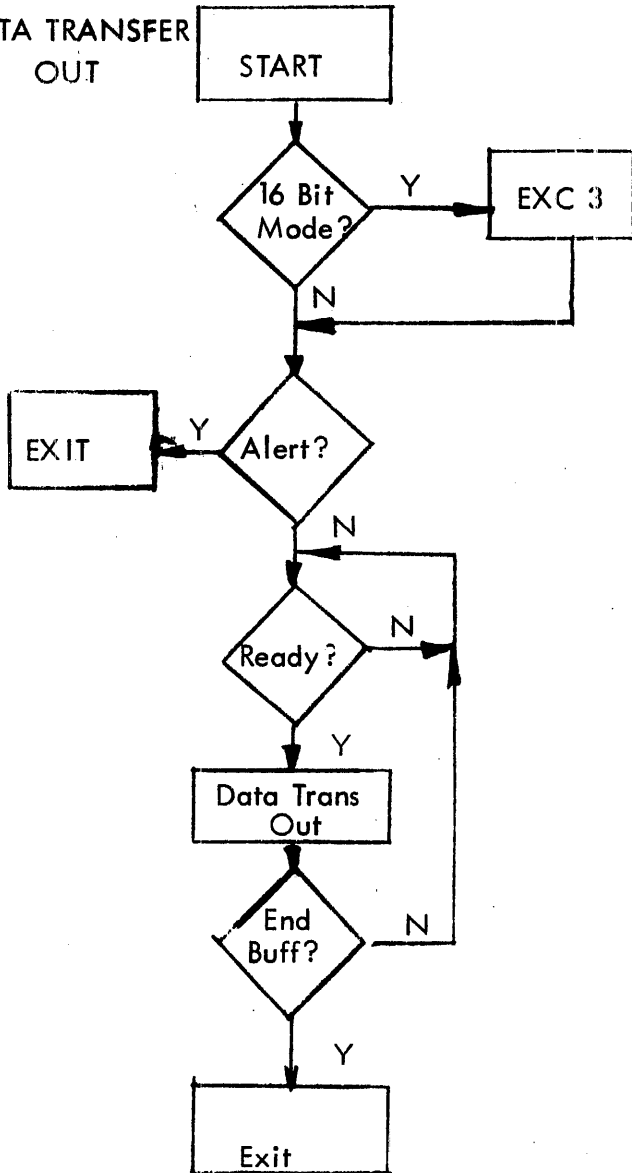 TA TRANSFER
OUT
START
16 Bit
Mode?
Y
EXC 3
N
Y
EXIT
Alert?
N
Ready?
N
Y
Data Trans
Out
End
Buff?
N
Y
Exit